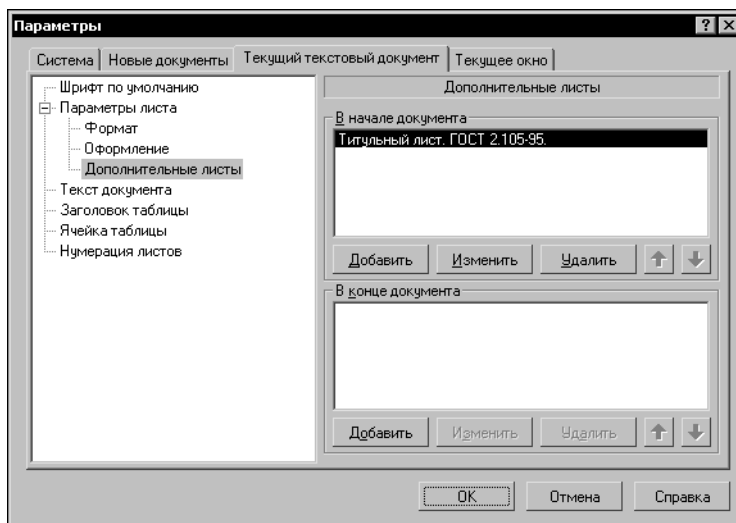 Параметры
Система
Новые документы
Текущий текстовый документ
Текущее окно
Шрифт по умолчанию
Параметры листа
Формат
Оформление
Дополнительные листы
Текст документа
Заголовок таблицы
Ячейка таблицы
Нумерация листов
Дополнительные листы
В начале документа
Титульный лист. ГОСТ 2.105-95.
Добавить
Изменить
Удалить
В конце документа
Добавить
Изменить
Удалить
OK
Отмена
Справка